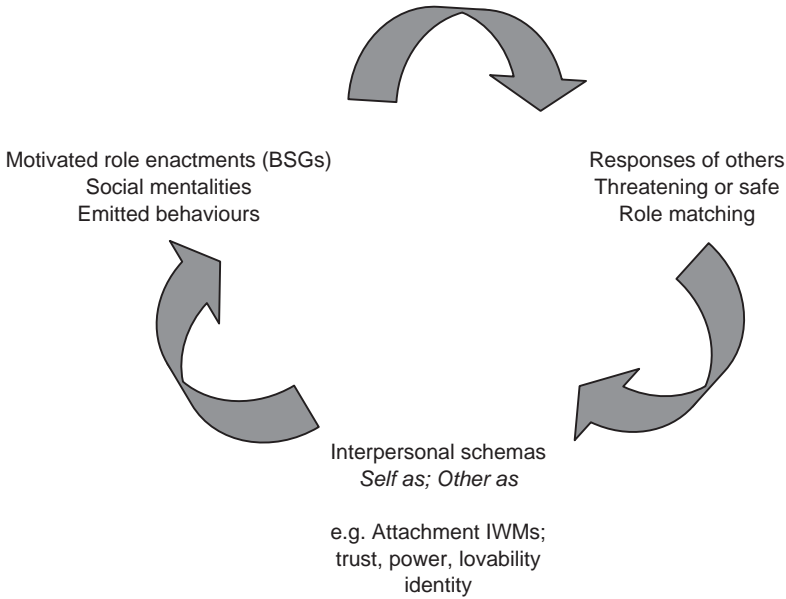 Motivated role enactments (BSGs)
Social mentalities
Emitted behaviours
Responses of others
Threatening or safe
Role matching
Interpersonal schemas
Self as; Other as
e.g. Attachment IWMs;
trust, power, lovability
identity